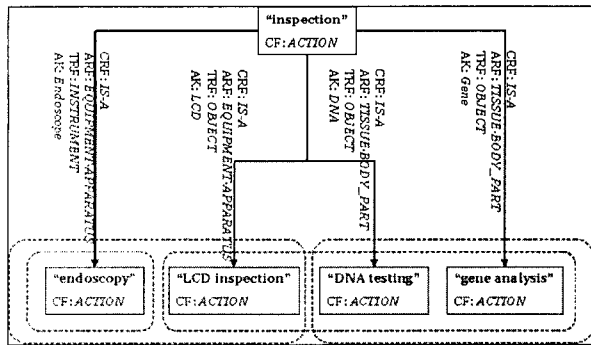 "inspection"
CF: ACTION
CRF: IS-A
ARF: EQUIPMENT-APPARATUS
TRF: INSTRUMENT
AK: Endoscope
CRF: IS-A
ARF: EQUIPMENT-APPARATUS
TRF: OBJECT
AK: LCD
CRF: IS-A
ARF: TISSUE-BODY_PART
TRF: OBJECT
AK: DNA
CRF: IS-A
ARF: TISSUE-BODY_PART
TRF: OBJECT
AK: Gene
"endoscopy"
CF: ACTION
"LCD inspection"
CF: ACTION
"DNA testing"
CF: ACTION
"gene analysis"
CF: ACTION